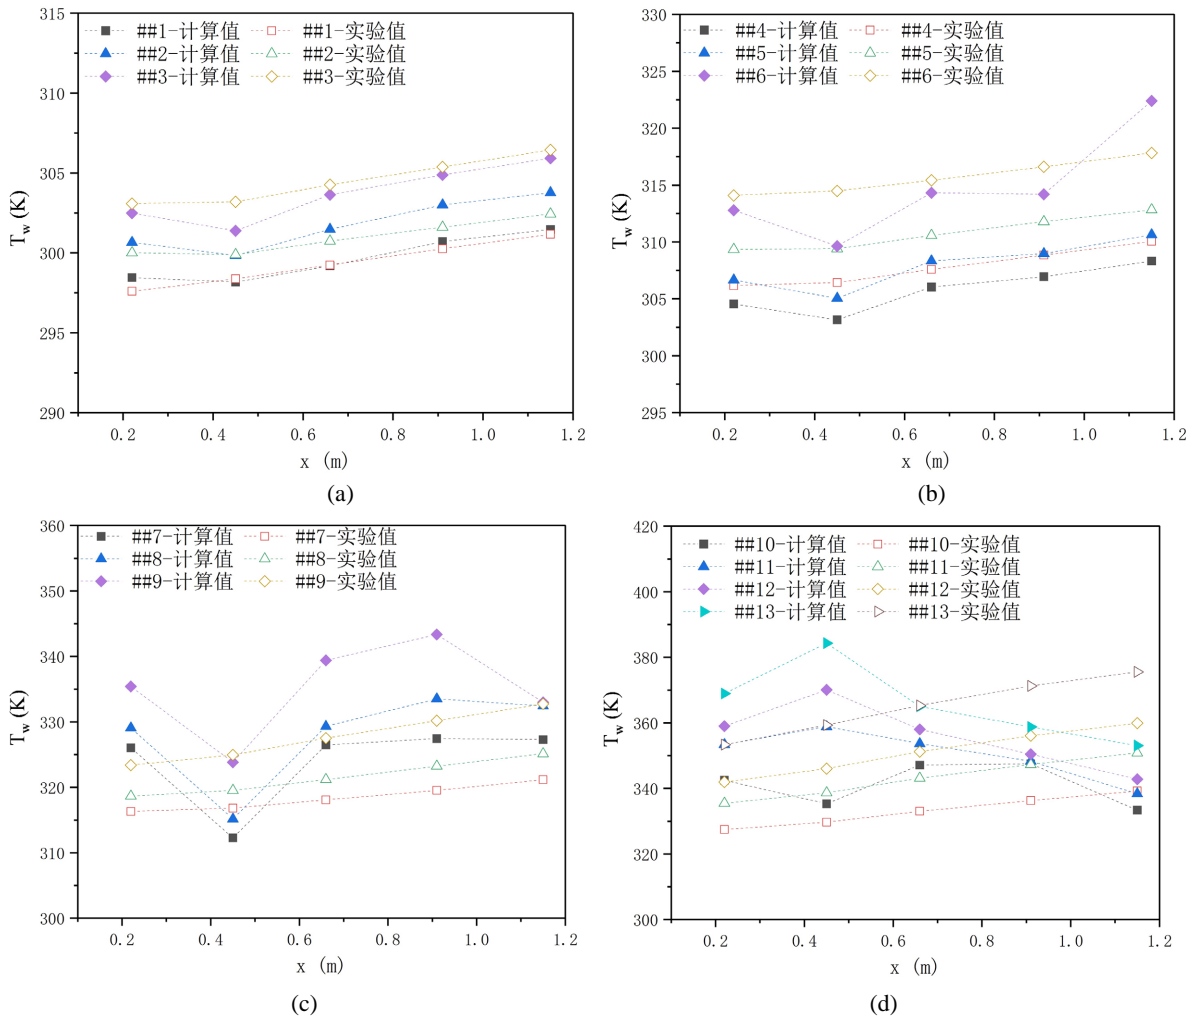 315
310
305
300
295
290
T_w (K)
##1-计算值 ##1-实验值
##2-计算值 ##2-实验值
##3-计算值 ##3-实验值
0.2 0.4 0.6 0.8 1.0 1.2
x (m)
(a)
330
325
320
315
310
305
300
295
T_w (K)
##4-计算值 ##4-实验值
##5-计算值 ##5-实验值
##6-计算值 ##6-实验值
0.2 0.4 0.6 0.8 1.0 1.2
x (m)
(b)
360
350
340
330
320
310
300
T_w (K)
##7-计算值 ##7-实验值
##8-计算值 ##8-实验值
##9-计算值 ##9-实验值
0.2 0.4 0.6 0.8 1.0 1.2
x (m)
(c)
420
400
380
360
340
320
300
T_w (K)
##10-计算值 ##10-实验值
##11-计算值 ##11-实验值
##12-计算值 ##12-实验值
##13-计算值 ##13-实验值
0.2 0.4 0.6 0.8 1.0 1.2
x (m)
(d)